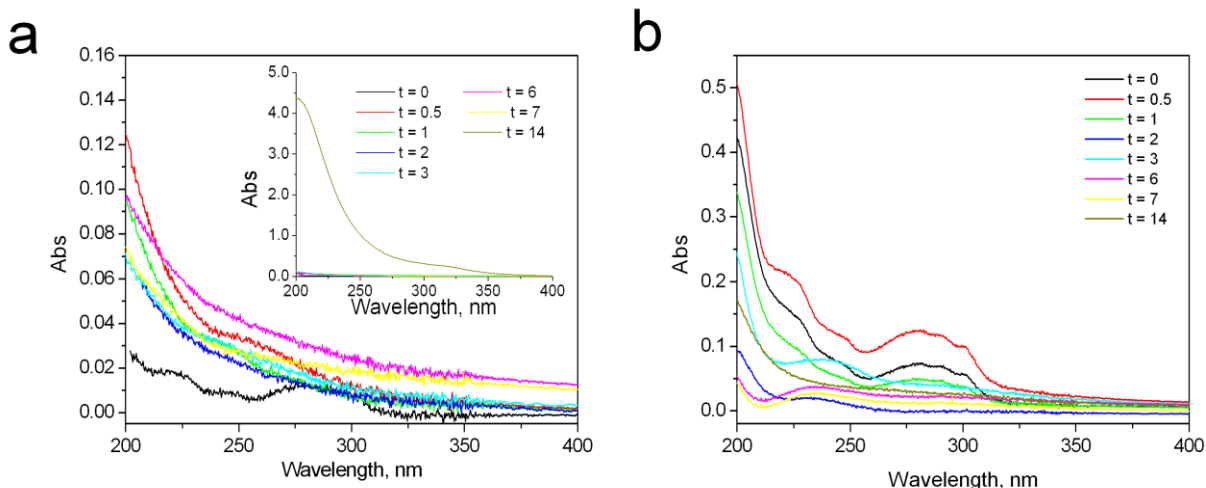 a
0.16
0.14
0.12
0.10
0.08
0.06
0.04
0.02
0.00
Abs
200
250
300
350
400
Wavelength, nm
5.0
4.0
3.0
2.0
1.0
0.0
Abs
t = 0
t = 0.5
t = 1
t = 2
t = 3
t = 6
t = 7
t = 14
200
250
300
350
400
Wavelength, nm
b
0.5
0.4
0.3
0.2
0.1
0.0
Abs
t = 0
t = 0.5
t = 1
t = 2
t = 3
t = 6
t = 7
t = 14
200
250
300
350
400
Wavelength, nm